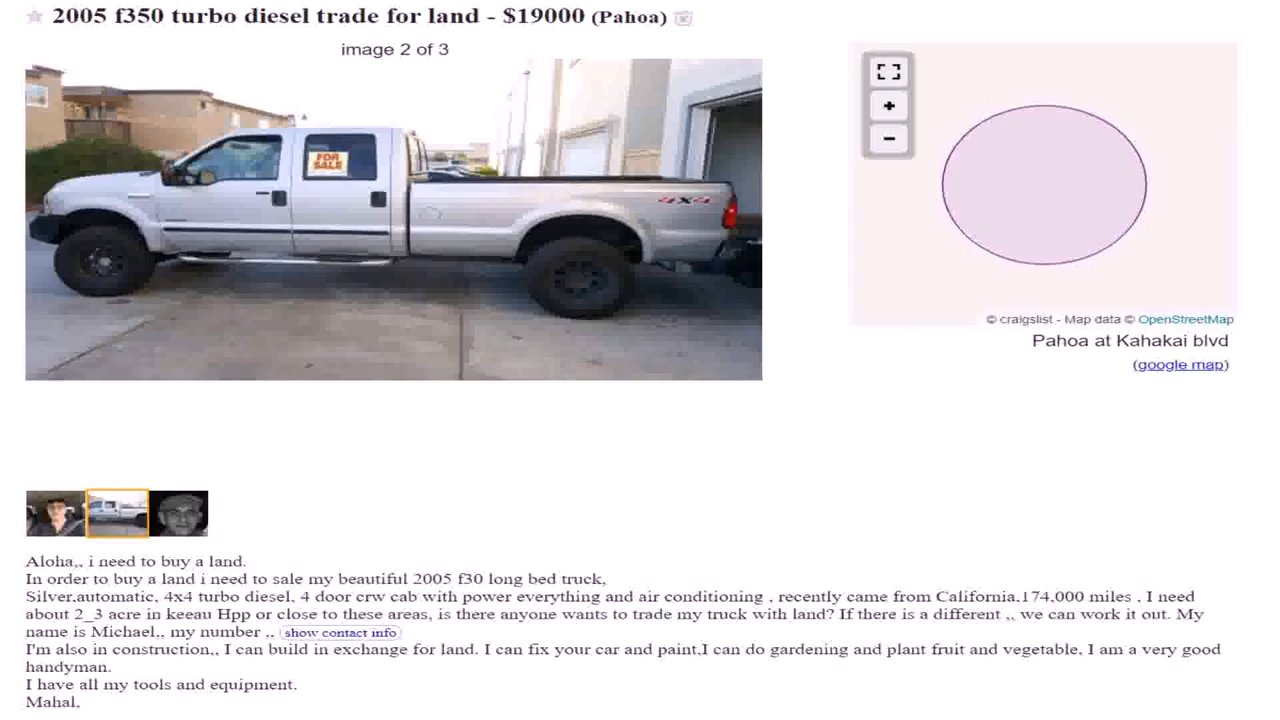 2005 f350 turbo diesel trade for land - $19000 (Pahoa)
image 2 of 3
FOR
SALE
4x4
+
−
© craigslist - Map data © OpenStreetMap
Pahoa at Kahakai blvd
(google map)
Aloha,, i need to buy a land.
In order to buy a land i need to sale my beautiful 2005 f30 long bed truck,
Silver.automatic, 4x4 turbo diesel, 4 door crw cab with power everything and air conditioning , recently came from California.174,000 miles , I need
about 2_3 acre in keeau Hpp or close to these areas, is there anyone wants to trade my truck with land? If there is a different ,, we can work it out. My
name is Michael,, my number ,, show contact info
I'm also in construction,, I can build in exchange for land. I can fix your car and paint,I can do gardening and plant fruit and vegetable, I am a very good
handyman.
I have all my tools and equipment.
Mahal,